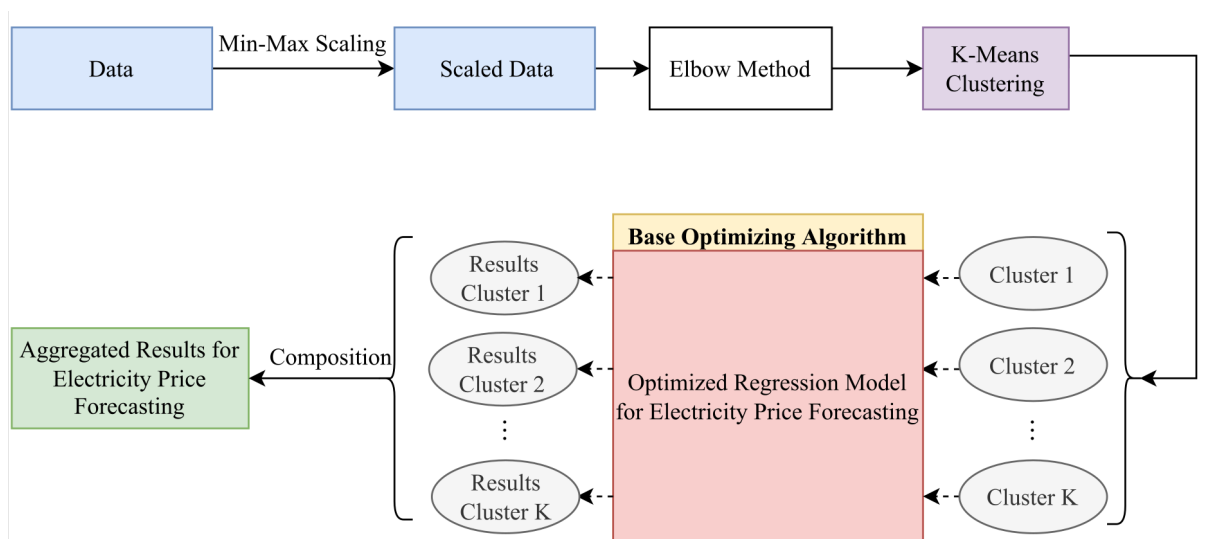 Data
Min-Max Scaling
Scaled Data
Elbow Method
K-Means
Clustering
Base Optimizing Algorithm
Optimized Regression Model
for Electricity Price Forecasting
Cluster 1
Cluster 2
⋮
Cluster K
Results
Cluster 1
Results
Cluster 2
⋮
Results
Cluster K
Composition
Aggregated Results for
Electricity Price
Forecasting